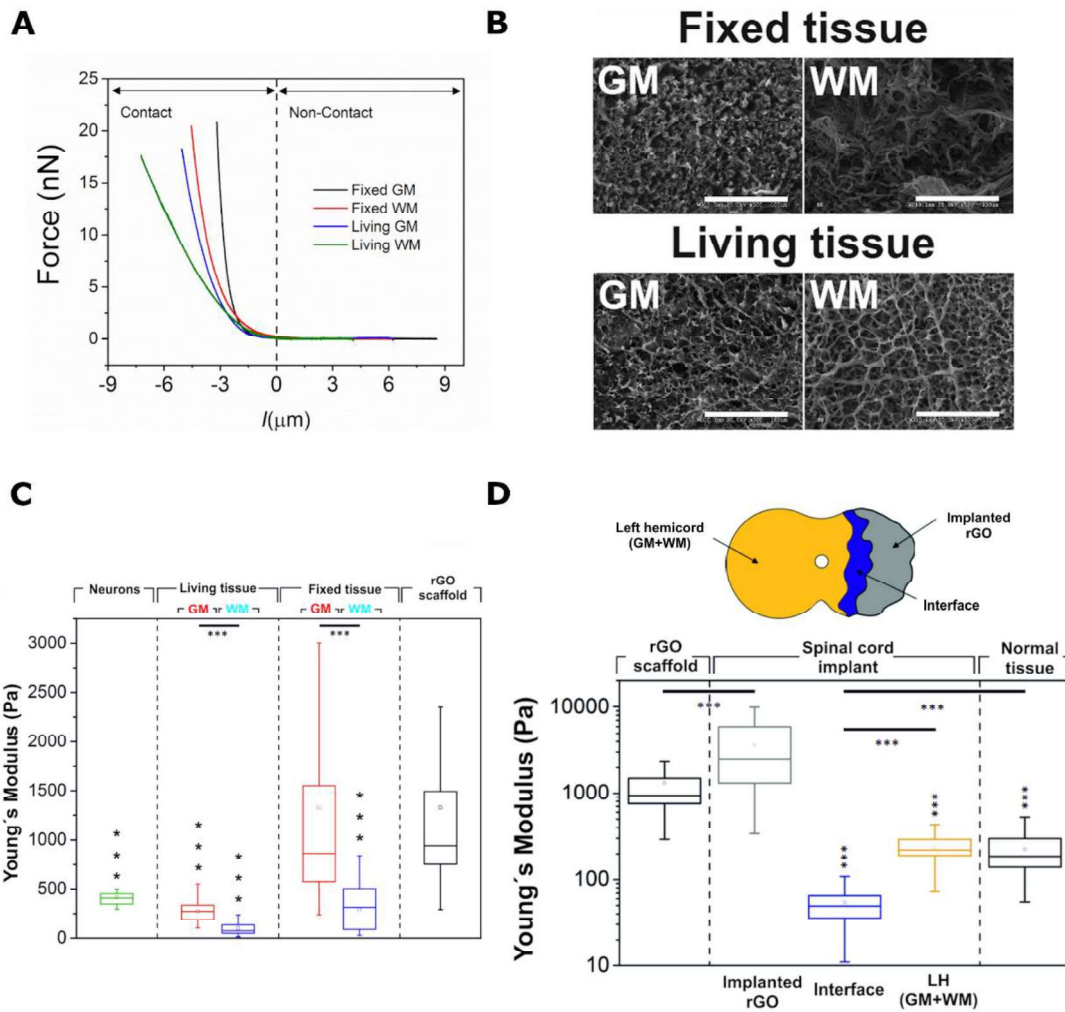 A
25
20
15
10
5
0
Force (nN)
Contact
Non-Contact
Fixed GM
Fixed WM
Living GM
Living WM
-9 -6 -3 0 3 6 9
l(μm)
B
Fixed tissue
GM
WM
Living tissue
GM
WM
C
Neurons
Living tissue
Fixed tissue
rGO
scaffold
GM WM
GM WM
***
***
3000
2500
2000
1500
1000
500
0
Young´s Modulus (Pa)
* * *
* * *
* * *
* * *
D
Left hemicord
(GM+WM)
Implanted
rGO
Interface
rGO
scaffold
Spinal cord
implant
Normal
tissue
10000
1000
100
10
Young´s Modulus (Pa)
***
***
***
***
***
***
Implanted
rGO
Interface
LH
(GM+WM)